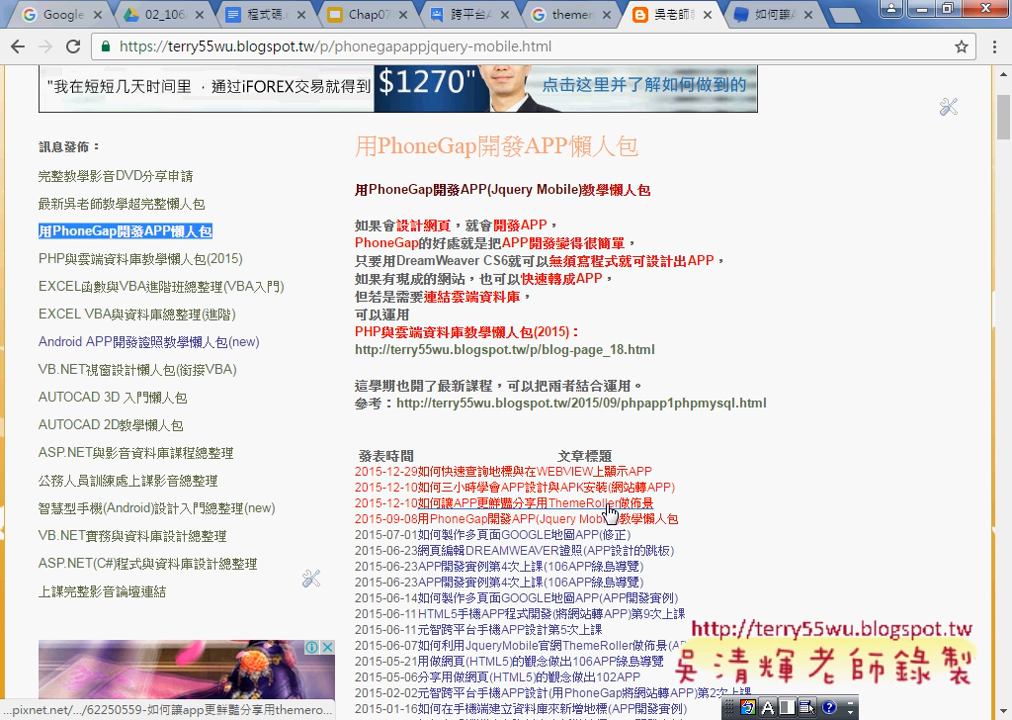 Google
02_106
程式碼.
Chap07
跨平台A
themer
吳老師教
如何讓A
https://terry55wu.blogspot.tw/p/phonegapappjquery-mobile.html
"我在短短几天时间里，通过iFOREX交易就得到
$1270"
点击这里并了解如何做到的
訊息發佈：
完整教學影音DVD分享申請
最新吳老師教學超完整懶人包
用PhoneGap開發APP懶人包
PHP與雲端資料庫教學懶人包(2015)
EXCEL函數與VBA進階班總整理(VBA入門)
EXCEL VBA與資料庫總整理(進階)
Android APP開發證照教學懶人包(new)
VB.NET視窗設計懶人包(銜接VBA)
AUTOCAD 3D 入門懶人包
AUTOCAD 2D教學懶人包
ASP.NET與影音資料庫課程總整理
公務人員訓練處上課影音總整理
智慧型手機(Android)設計入門總整理(new)
VB.NET實務與資料庫設計總整理
ASP.NET(C#)程式與資料庫設計總整理
上課完整影音論壇連結
用PhoneGap開發APP懶人包
用PhoneGap開發APP(Jquery Mobile)教學懶人包
如果會設計網頁，就會開發APP，
PhoneGap的好處就是把APP開發變得很簡單，
只要用DreamWeaver CS6就可以無須寫程式就可設計出APP，
如果有現成的網站，也可以快速轉成APP，
但若是需要連結雲端資料庫，
可以運用
PHP與雲端資料庫教學懶人包(2015)：
http://terry55wu.blogspot.tw/p/blog-page_18.html
這學期也開了最新課程，可以把兩者結合運用。
參考：http://terry55wu.blogspot.tw/2015/09/phpapp1phpmysql.html
發表時間 文章標題
2015-12-29如何快速查詢地標與在WEBVIEW上顯示APP
2015-12-10如何三小時學會APP設計與APK安裝(網站轉APP)
2015-12-10如何讓APP更鮮豔分享用ThemeRoller做佈景
2015-09-08用PhoneGap開發APP(Jquery Mobile)教學懶人包
2015-07-01如何製作多頁面GOOGLE地圖APP(修正)
2015-06-23網頁編輯DREAMWEAVER證照(APP設計的跳板)
2015-06-23APP開發實例第4次上課(106APP綠島導覽)
2015-06-23APP開發實例第4次上課(106APP綠島導覽)
2015-06-14如何製作多頁面GOOGLE地圖APP(APP開發實例)
2015-06-11HTML5手機APP程式開發(將網站轉APP)第9次上課
2015-06-11元智跨平台手機APP設計第5次上課
2015-06-07如何利用JqueryMobile官網ThemeRoller做佈景(AP
2015-05-21用做網頁(HTML5)的觀念做出106APP綠島導覽
2015-05-06分享用做網頁(HTML5)的觀念做出102APP
2015-02-02元智跨平台手機APP設計(用PhoneGap將網站轉APP)第2次上課
2015-01-16如何在手機端建立資料庫來新增地標
http://terry55wu.blogspot.tw
吳清輝老師錄製
...pixnet.net/.../62250559-如何讓app更鮮豔分享用themero...